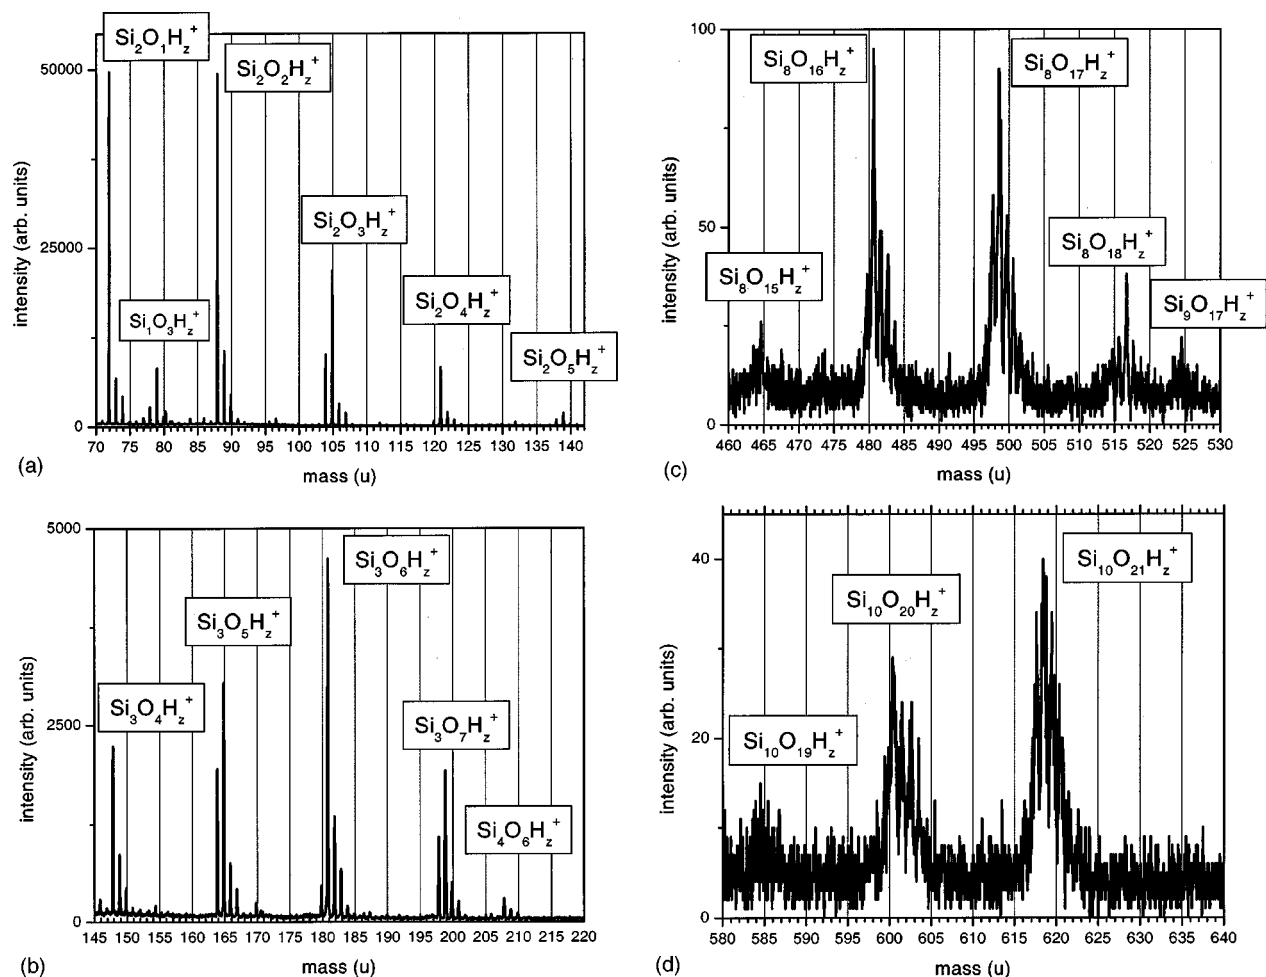 Si2O1Hz+
Si2O2Hz+
50000
Si2O3Hz+
25000
Si1O3Hz+
Si2O4Hz+
Si2O5Hz+
0
intensity (arb. units)
70 75 80 85 90 95 100 105 110 115 120 125 130 135 140
mass (u)
(a)
100
Si8O16Hz+
Si8O17Hz+
50
Si8O18Hz+
Si8O15Hz+
Si9O17Hz+
0
intensity (arb. units)
460 465 470 475 480 485 490 495 500 505 510 515 520 525 530
mass (u)
(c)
5000
Si3O6Hz+
Si3O5Hz+
Si3O4Hz+
2500
Si3O7Hz+
Si4O6Hz+
0
intensity (arb. units)
145 150 155 160 165 170 175 180 185 190 195 200 205 210 215 220
mass (u)
(b)
40
Si10O21Hz+
Si10O20Hz+
20
Si10O19Hz+
0
intensity (arb. units)
580 585 590 595 600 605 610 615 620 625 630 635 640
mass (u)
(d)